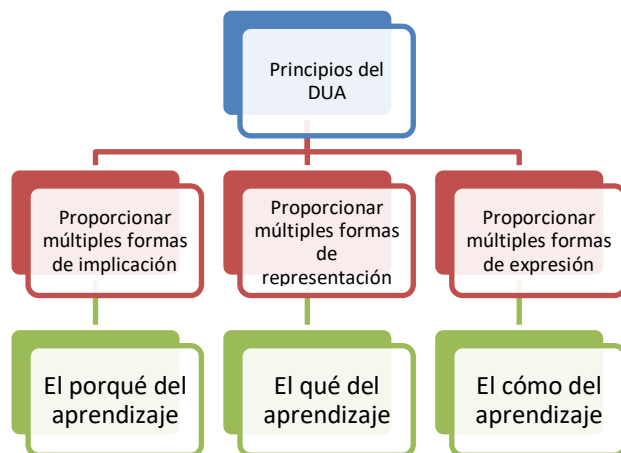 Principios del
DUA
Proporcionar
múltiples formas
de implicación
Proporcionar
múltiples formas
de
representación
Proporcionar
múltiples formas
de expresión
El porqué del
aprendizaje
El qué del
aprendizaje
El cómo del
aprendizaje